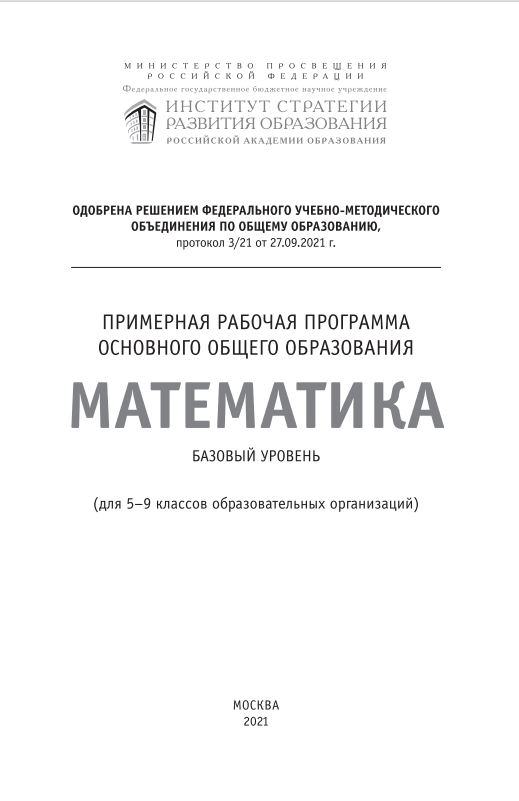 МИНИСТЕРСТВО ПРОСВЕЩЕНИЯ
РОССИЙСКОЙ ФЕДЕРАЦИИ
Федеральное государственное бюджетное научное учреждение
ИНСТИТУТ СТРАТЕГИИ
РАЗВИТИЯ ОБРАЗОВАНИЯ
РОССИЙСКОЙ АКАДЕМИИ ОБРАЗОВАНИЯ
ОДОБРЕНА РЕШЕНИЕМ ФЕДЕРАЛЬНОГО УЧЕБНО-МЕТОДИЧЕСКОГО
ОБЪЕДИНЕНИЯ ПО ОБЩЕМУ ОБРАЗОВАНИЮ,
протокол 3/21 от 27.09.2021 г.
ПРИМЕРНАЯ РАБОЧАЯ ПРОГРАММА
ОСНОВНОГО ОБЩЕГО ОБРАЗОВАНИЯ
МАТЕМАТИКА
БАЗОВЫЙ УРОВЕНЬ
(для 5–9 классов образовательных организаций)
МОСКВА
2021